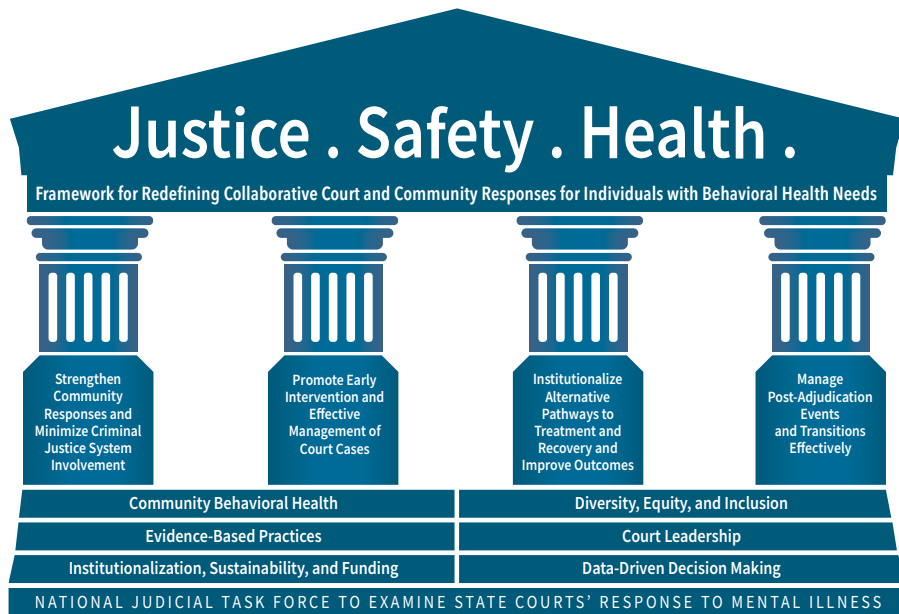 Justice . Safety . Health .
Framework for Redefining Collaborative Court and Community Responses for Individuals with Behavioral Health Needs
Strengthen
Community
Responses and
Minimize Criminal
Justice System
Involvement
Promote Early
Intervention and
Effective
Management of
Court Cases
Institutionalize
Alternative
Pathways to
Treatment and
Recovery and
Improve Outcomes
Manage
Post-Adjudication
Events
and Transitions
Effectively
Community Behavioral Health
Diversity, Equity, and Inclusion
Evidence-Based Practices
Court Leadership
Institutionalization, Sustainability, and Funding
Data-Driven Decision Making
NATIONAL JUDICIAL TASK FORCE TO EXAMINE STATE COURTS’ RESPONSE TO MENTAL ILLNESS